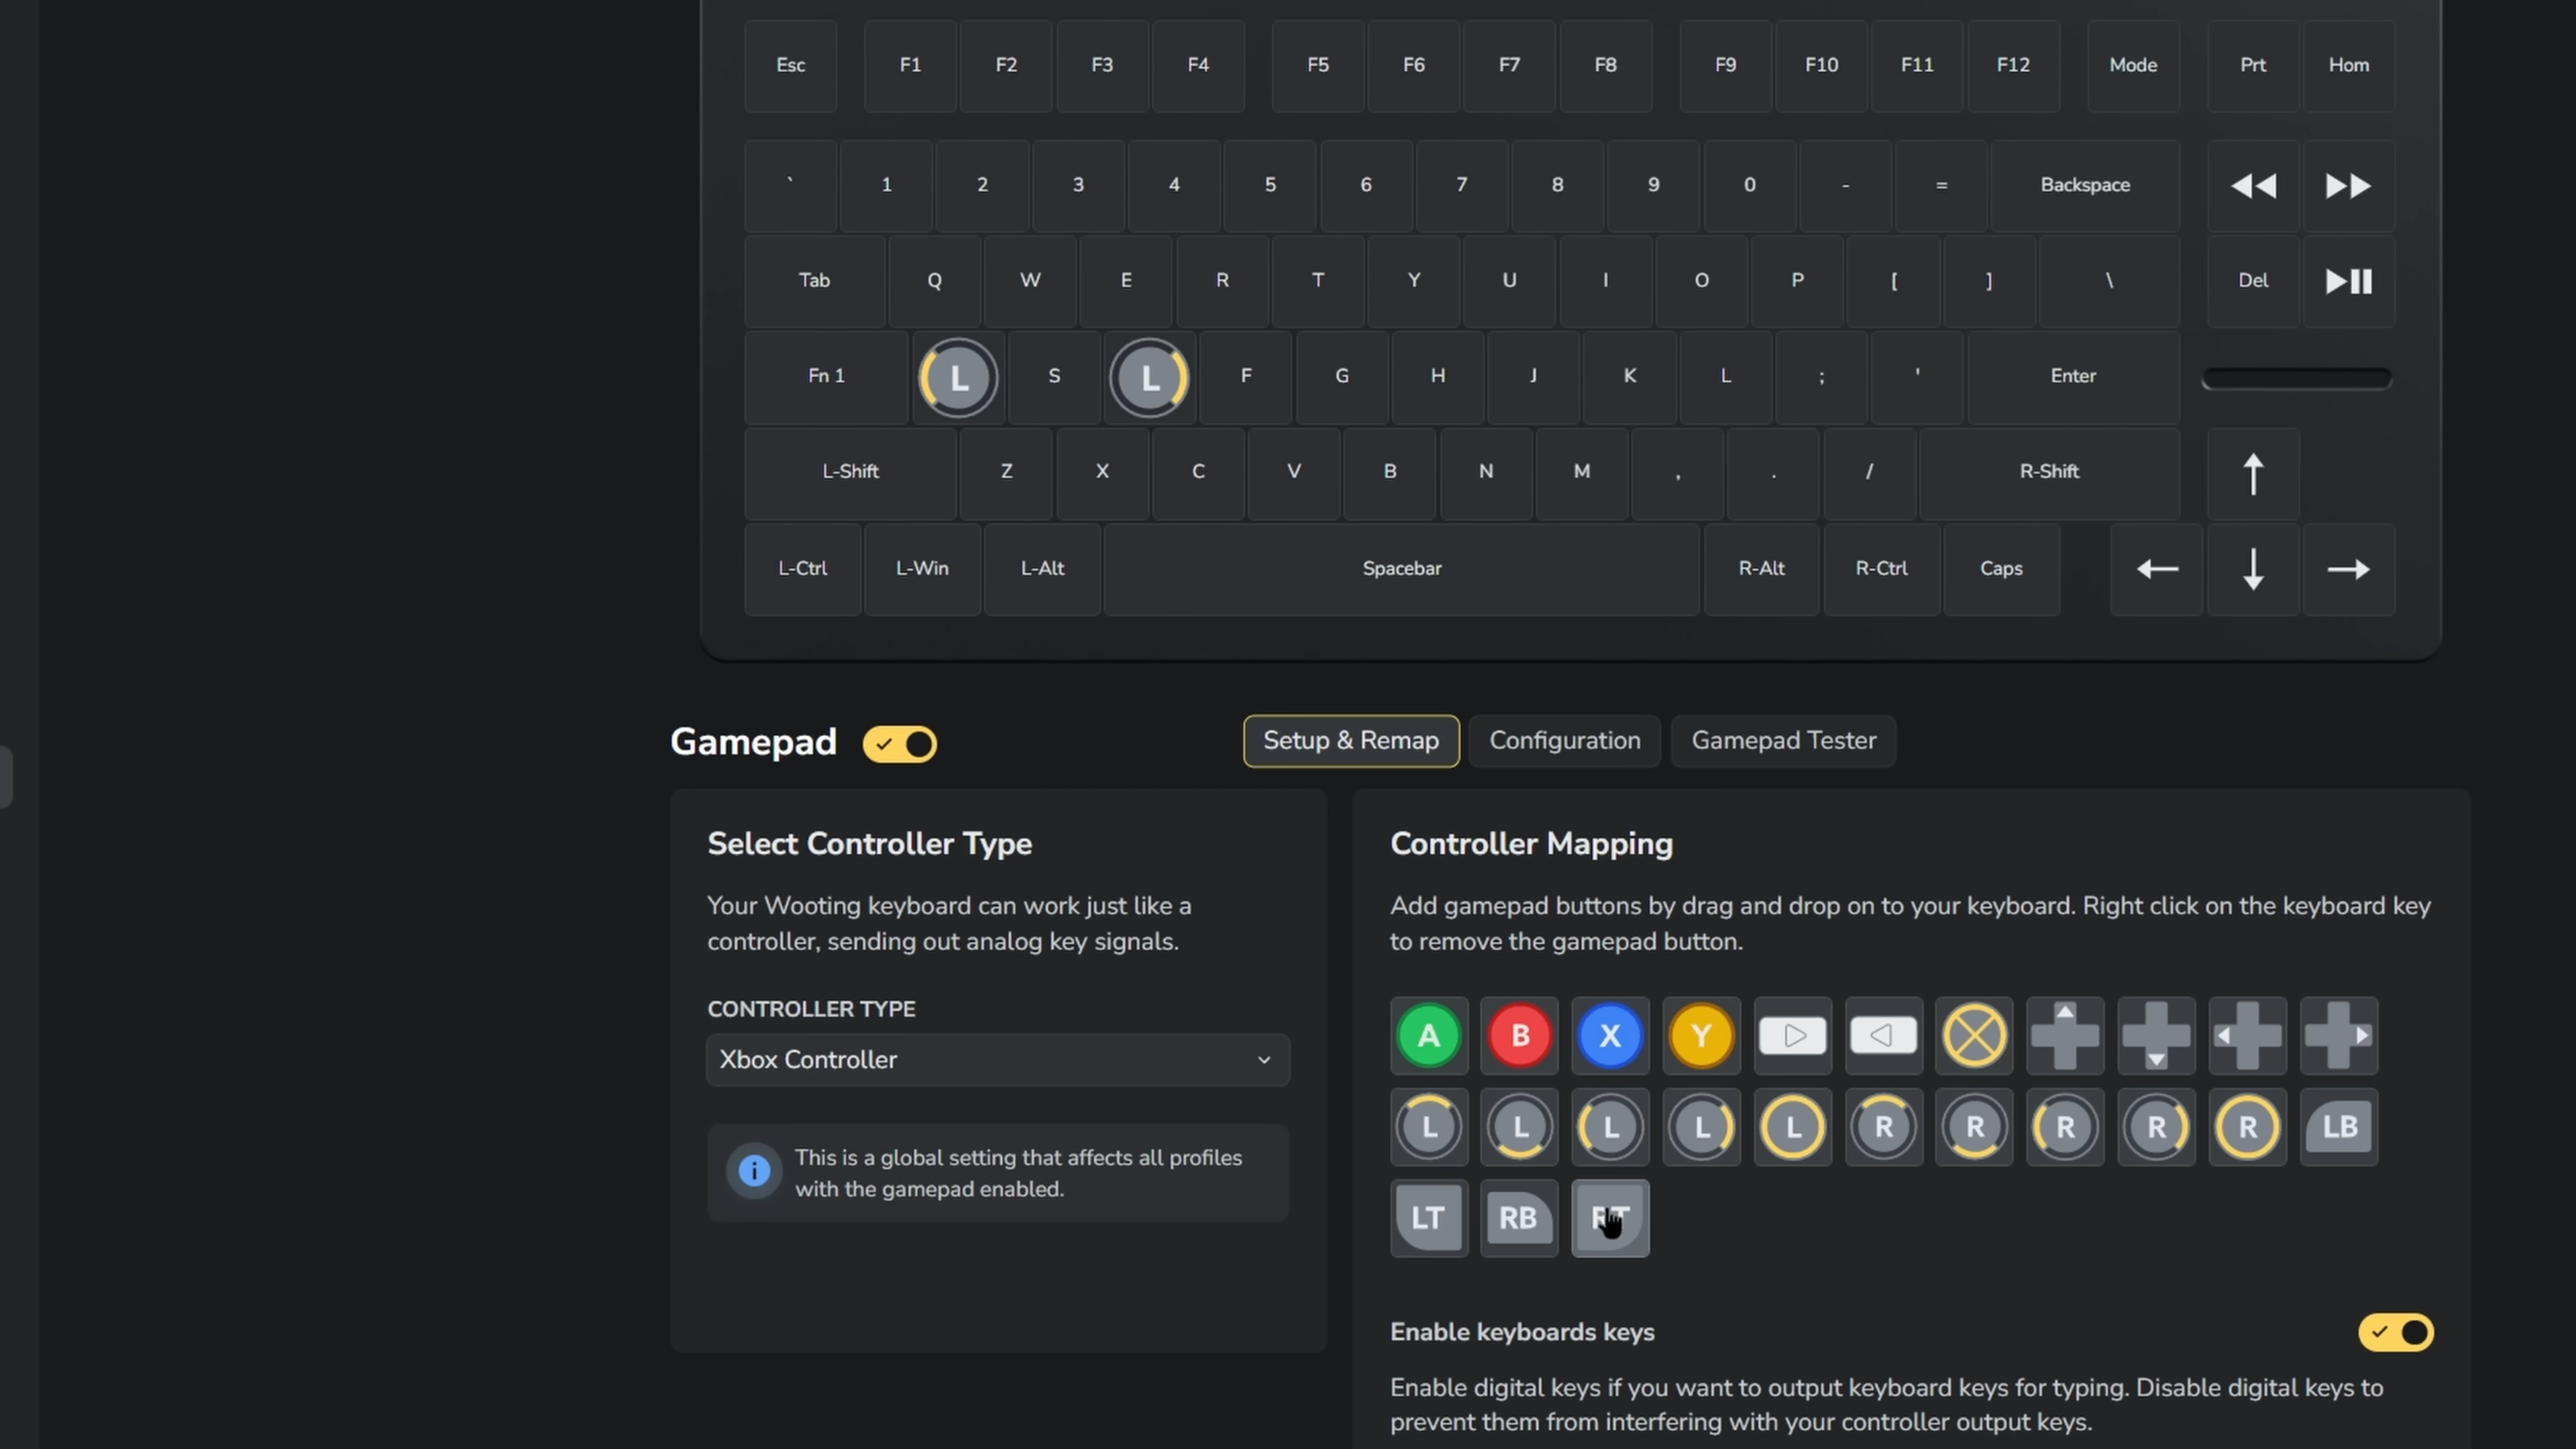 Esc F1 F2 F3 F4 F5 F6 F7 F8 F9 F10 F11 F12 Mode Prt Hom
` 1 2 3 4 5 6 7 8 9 0 - = Backspace
Tab Q W E R T Y U I O P [ ] \ Del
Fn 1 L S L F G H J K L ; ' Enter
L-Shift Z X C V B N M , . / R-Shift
L-Ctrl L-Win L-Alt Spacebar R-Alt R-Ctrl Caps
Gamepad
Setup & Remap
Configuration
Gamepad Tester
Select Controller Type
Your Wooting keyboard can work just like a
controller, sending out analog key signals.
CONTROLLER TYPE
Xbox Controller
This is a global setting that affects all profiles
with the gamepad enabled.
Controller Mapping
Add gamepad buttons by drag and drop on to your keyboard. Right click on the keyboard key
to remove the gamepad button.
A B X Y
L L L L L R R R R R LB
LT RB RT
Enable keyboards keys
Enable digital keys if you want to output keyboard keys for typing. Disable digital keys to
prevent them from interfering with your controller output keys.